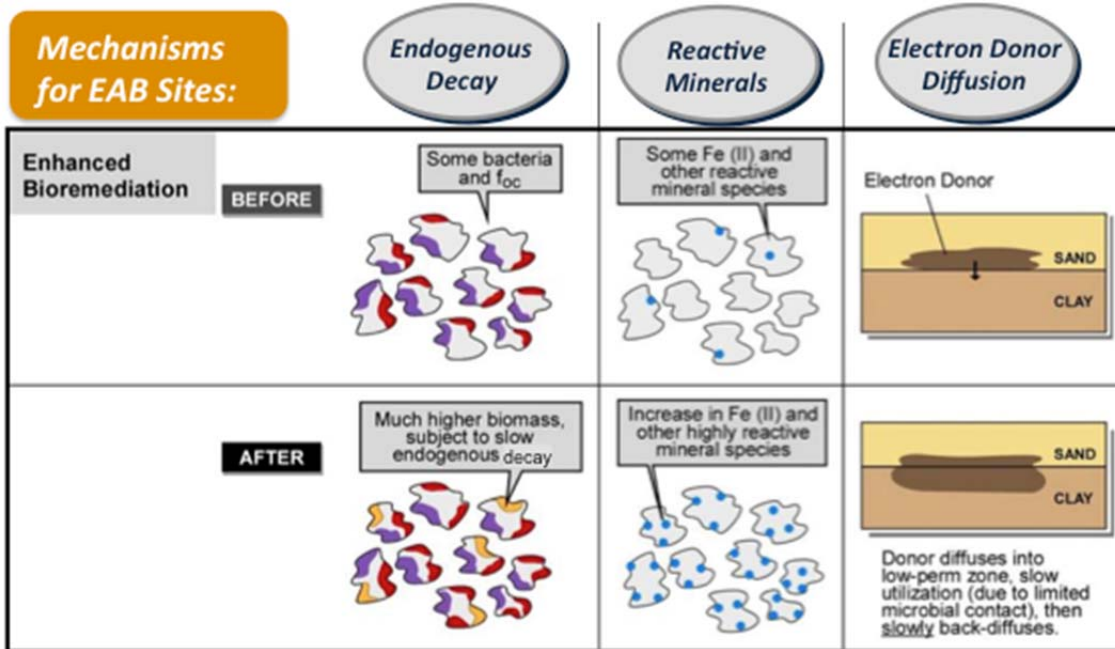 Mechanisms
for EAB Sites:
Endogenous
Decay
Reactive
Minerals
Electron Donor
Diffusion
Enhanced
Bioremediation
BEFORE
Some bacteria
and foc
Some Fe (II) and
other reactive
mineral species
Electron Donor
SAND
CLAY
AFTER
Much higher biomass,
subject to slow
endogenous decay
Increase in Fe (II) and
other highly reactive
mineral species
SAND
CLAY
Donor diffuses into
low-perm zone, slow
utilization (due to limited
microbial contact), then
slowly back-diffuses.